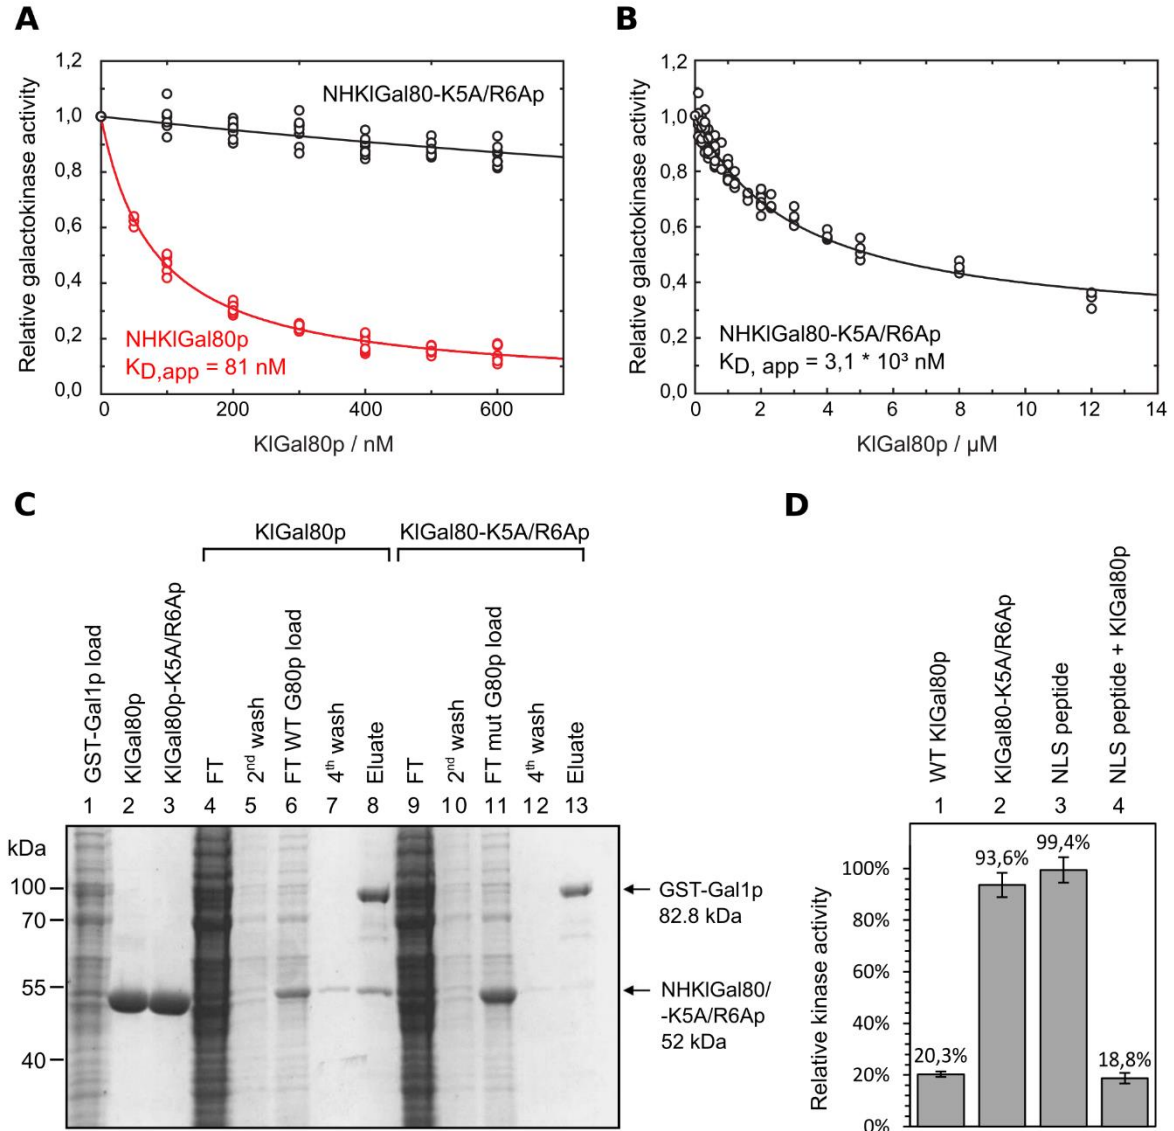 A
1,2
1,0
0,8
0,6
0,4
0,2
0,0
Relative galactokinase activity
NHKlGal80-K5A/R6Ap
NHKlGal80p
KD,app = 81 nM
0
200
400
600
KlGal80p / nM
B
1,2
1,0
0,8
0,6
0,4
0,2
0,0
Relative galactokinase activity
NHKlGal80-K5A/R6Ap
KD, app = 3,1 * 10³ nM
0
2
4
6
8
10
12
14
KlGal80p / µM
C
KlGal80p
KlGal80-K5A/R6Ap
GST-Gal1p load
KlGal80p
KlGal80p-K5A/R6Ap
FT
2nd wash
FT WT G80p load
4th wash
Eluate
FT
2nd wash
FT mut G80p load
4th wash
Eluate
1 2 3 4 5 6 7 8 9 10 11 12 13
kDa
100
70
55
40
GST-Gal1p
82.8 kDa
NHKlGal80/
-K5A/R6Ap
52 kDa
D
WT KlGal80p
KlGal80-K5A/R6Ap
NLS peptide
NLS peptide + KlGal80p
1 2 3 4
Relative kinase activity
100%
80%
60%
40%
20%
0%
20,3%
93,6%
99,4%
18,8%